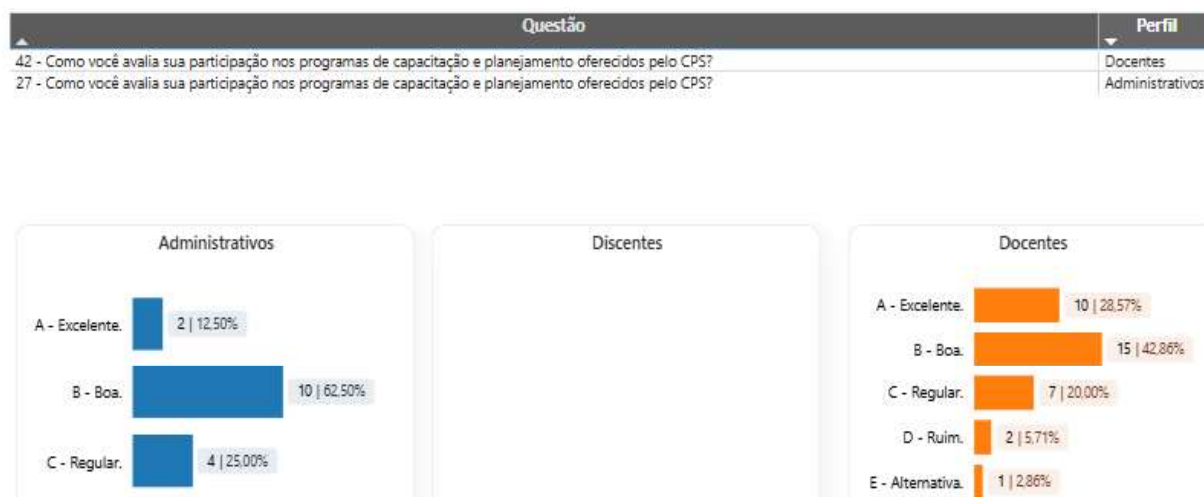 Questão Perfil
42 - Como você avalia sua participação nos programas de capacitação e planejamento oferecidos pelo CPS? Docentes
27 - Como você avalia sua participação nos programas de capacitação e planejamento oferecidos pelo CPS? Administrativos
Administrativos
A - Excelente. 2 | 12,50%
B - Boa. 10 | 62,50%
C - Regular. 4 | 25,00%
Discentes
Docentes
A - Excelente. 10 | 28,57%
B - Boa. 15 | 42,86%
C - Regular. 7 | 20,00%
D - Ruim. 2 | 5,71%
E - Alternativa. 1 | 2,86%